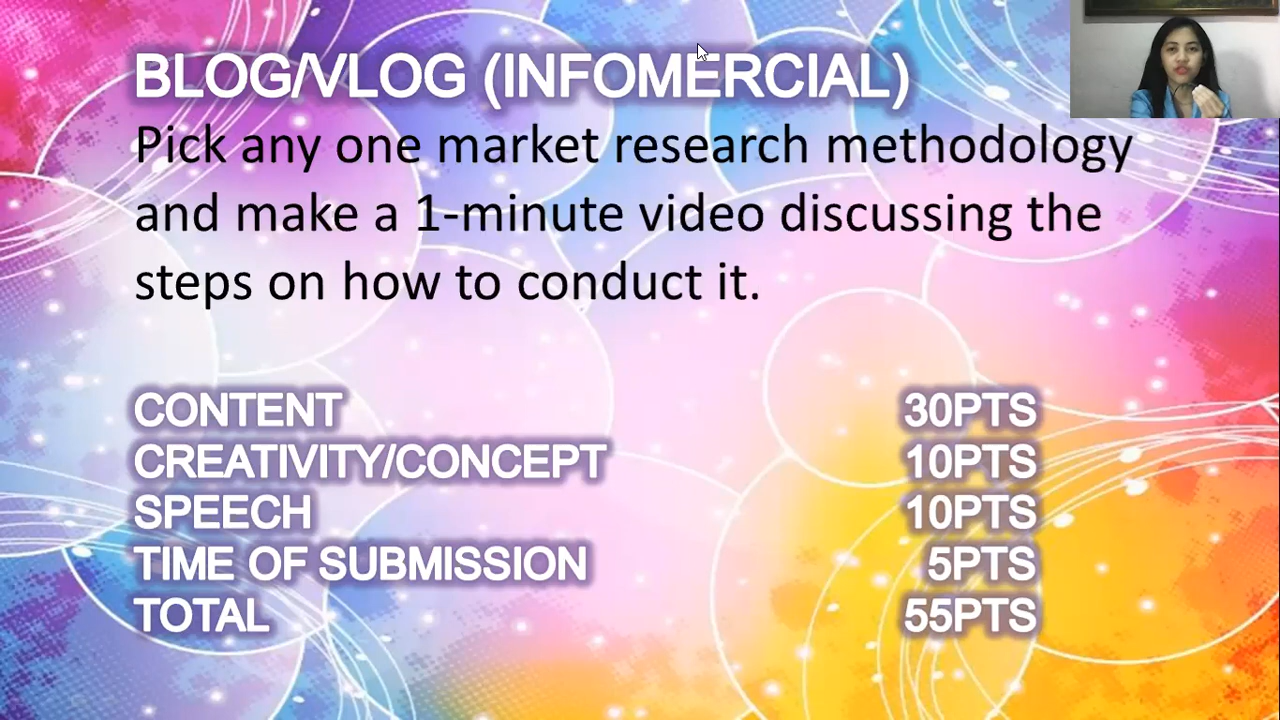 BLOG/VLOG (INFOMERCIAL)
Pick any one market research methodology
and make a 1-minute video discussing the
steps on how to conduct it.
CONTENT 30PTS
CREATIVITY/CONCEPT 10PTS
SPEECH 10PTS
TIME OF SUBMISSION 5PTS
TOTAL 55PTS